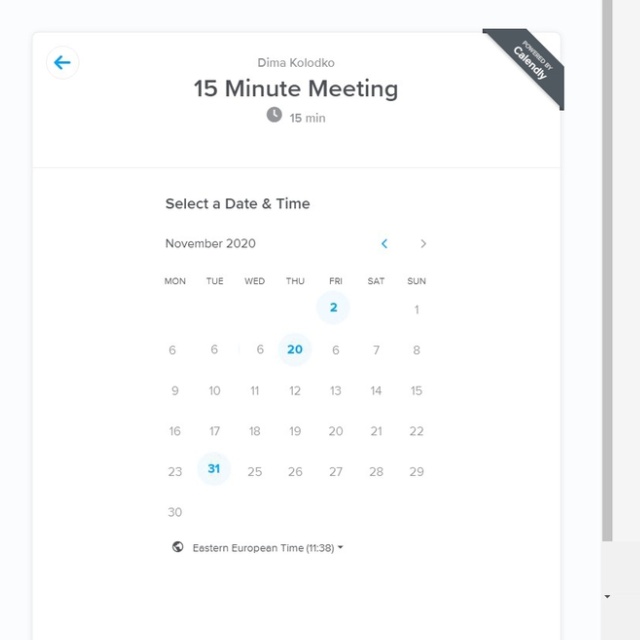 POWERED BY
Calendly
Dima Kolodko
15 Minute Meeting
15 min
Select a Date & Time
November 2020
MON TUE WED THU FRI SAT SUN
2 1
6 6 6 20 6 7 8
9 10 11 12 13 14 15
16 17 18 19 20 21 22
23 31 25 26 27 28 29
30
Eastern European Time (11:38)